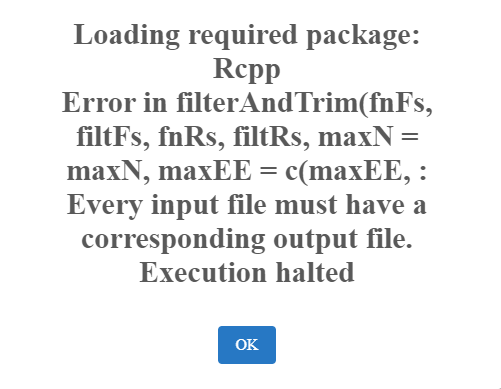 Loading required package:
Rcpp
Error in filterAndTrim(fnFs,
filtFs, fnRs, filtRs, maxN =
maxN, maxEE = c(maxEE, :
Every input file must have a
corresponding output file.
Execution halted
OK